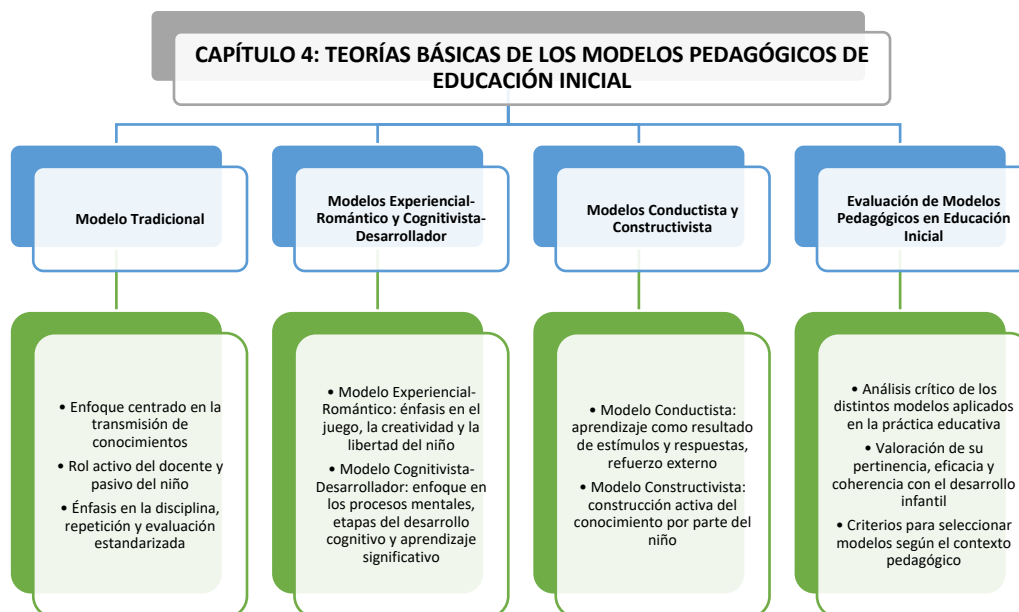 CAPÍTULO 4: TEORÍAS BÁSICAS DE LOS MODELOS PEDAGÓGICOS DE
EDUCACIÓN INICIAL
Modelo Tradicional
• Enfoque centrado en la
transmisión de
conocimientos
• Rol activo del docente y
pasivo del niño
• Énfasis en la disciplina,
repetición y evaluación
estandarizada
Modelos Experiencial-
Romántico y Cognitivista-
Desarrollador
• Modelo Experiencial-
Romántico: énfasis en el
juego, la creatividad y la
libertad del niño
• Modelo Cognitivista-
Desarrollador: enfoque en
los procesos mentales,
etapas del desarrollo
cognitivo y aprendizaje
significativo
Modelos Conductista y
Constructivista
• Modelo Conductista:
aprendizaje como resultado
de estímulos y respuestas,
refuerzo externo
• Modelo Constructivista:
construcción activa del
conocimiento por parte del
niño
Evaluación de Modelos
Pedagógicos en Educación
Inicial
• Análisis crítico de los
distintos modelos aplicados
en la práctica educativa
• Valoración de su
pertinencia, eficacia y
coherencia con el desarrollo
infantil
• Criterios para seleccionar
modelos según el contexto
pedagógico